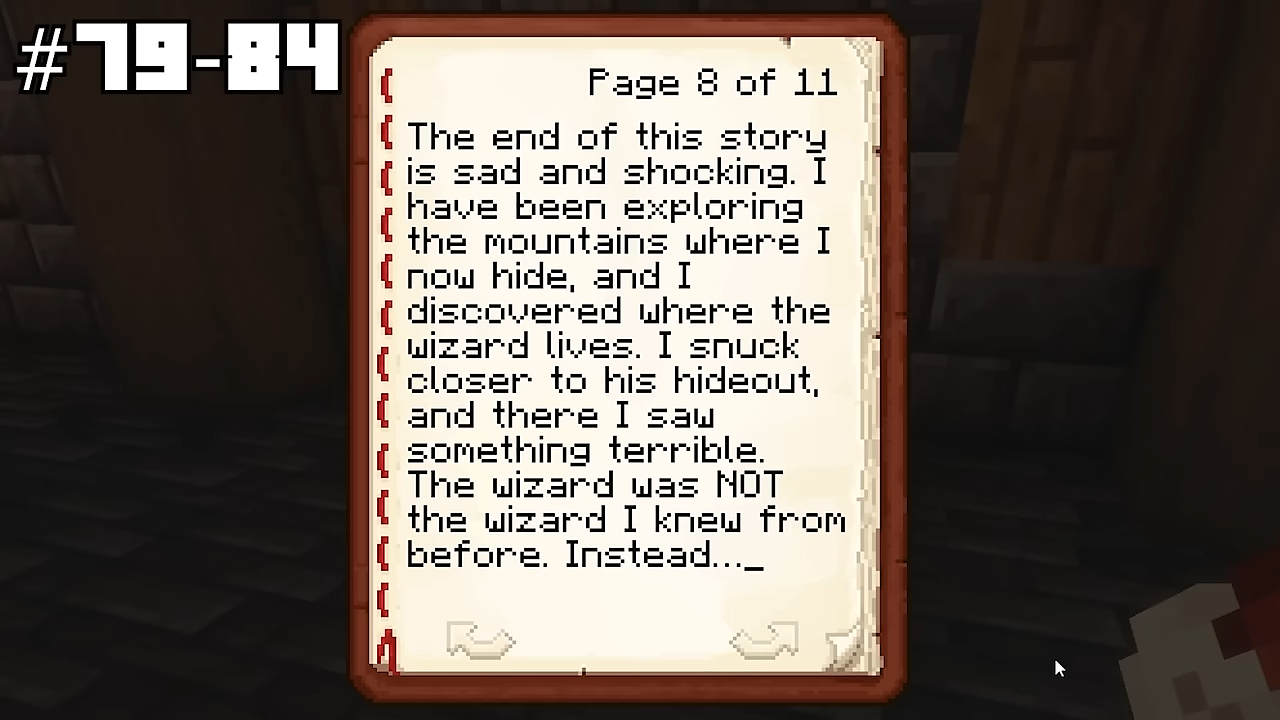 #79-84
Page 8 of 11
The end of this story
is sad and shocking. I
have been exploring
the mountains where I
now hide, and I
discovered where the
wizard lives. I snuck
closer to his hideout,
and there I saw
something terrible.
The wizard was NOT
the wizard I knew from
before. Instead..._